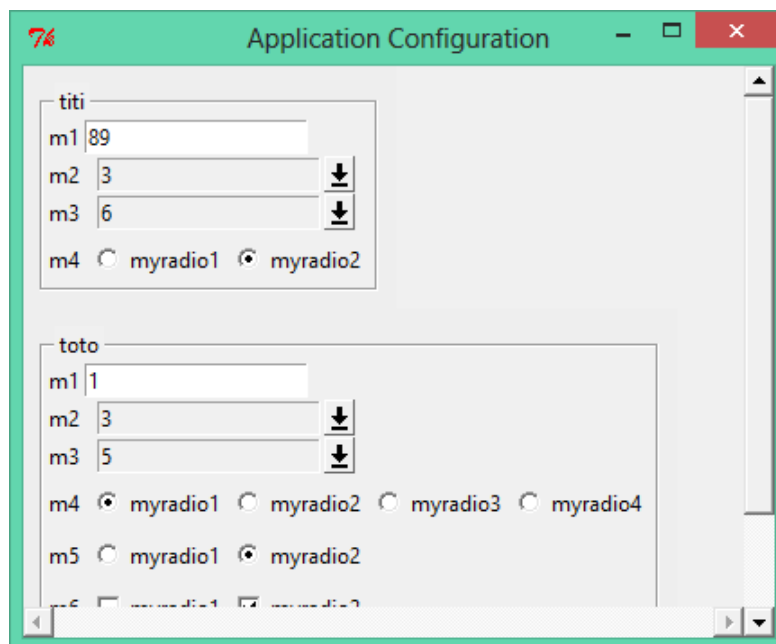 Tk Application Configuration
titi
m1 89
m2 3
m3 6
m4 myradio1 myradio2
toto
m1 1
m2 3
m3 5
m4 myradio1 myradio2 myradio3 myradio4
m5 myradio1 myradio2